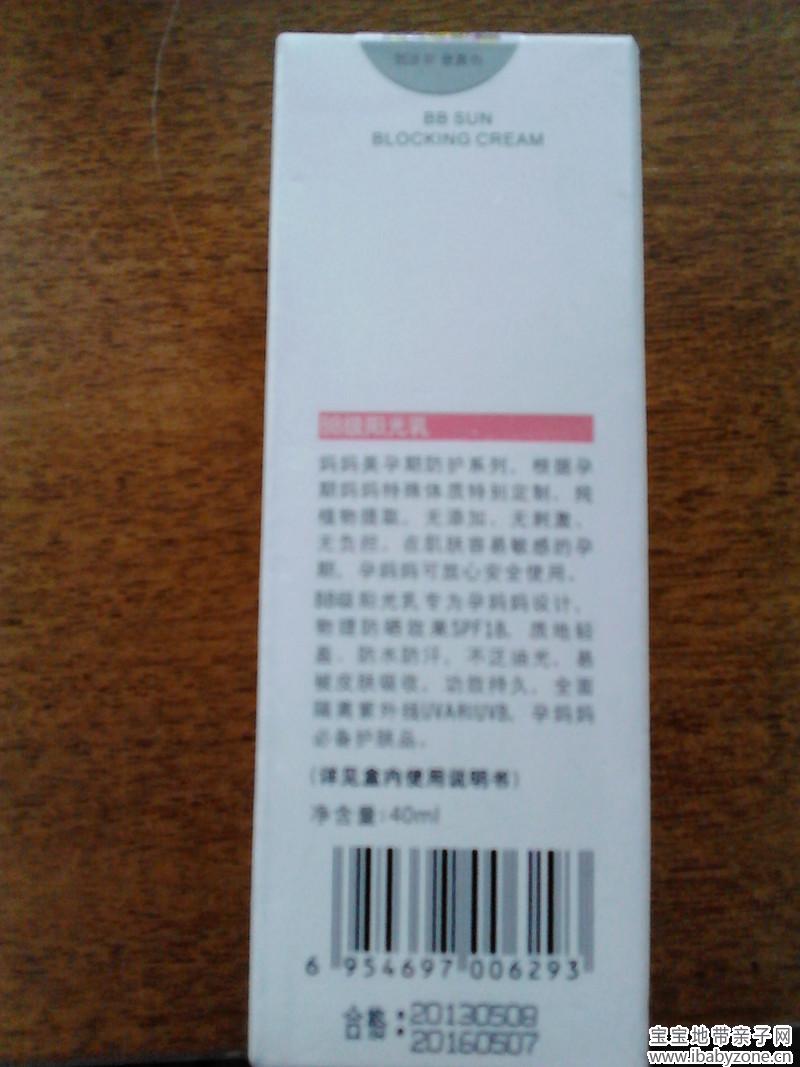 BB SUN
BLOCKING CREAM
BB级阳光乳
妈妈美孕期防护系列，根据孕
期妈妈特殊体质特别定制，纯
植物提取，无添加、无刺激、
无负担，在肌肤容易敏感的孕
期，孕妈妈可放心安全使用。
BB级阳光乳专为孕妈妈设计，
物理防晒效果SPF18，质地轻
盈、防水防汗，不泛油光，易
被皮肤吸收，功效持久，全面
隔离紫外线UVA和UVB，孕妈妈
必备护肤品。
(详见盒内使用说明书)
净含量:40ml
6 954697 006293
合格:20130508
20160507
宝宝地带亲子网
www.ibabyzone.cn